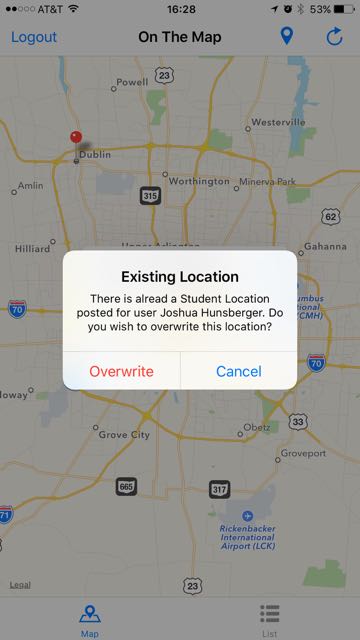 AT&T 16:28 53%
Logout On The Map
23
Powell
Westerville
Dublin
Worthington Minerva Park
Amlin
315
62
Hilliard
Gahanna
Existing Location
There is alread a Student Location
posted for user Joshua Hunsberger. Do
you wish to overwrite this location?
70
(CMH)
70
Overwrite Cancel
33
Grove City
Obetz
Groveport
665
317
71
Rickenbacker
International
Airport (LCK)
Legal
23
Map List